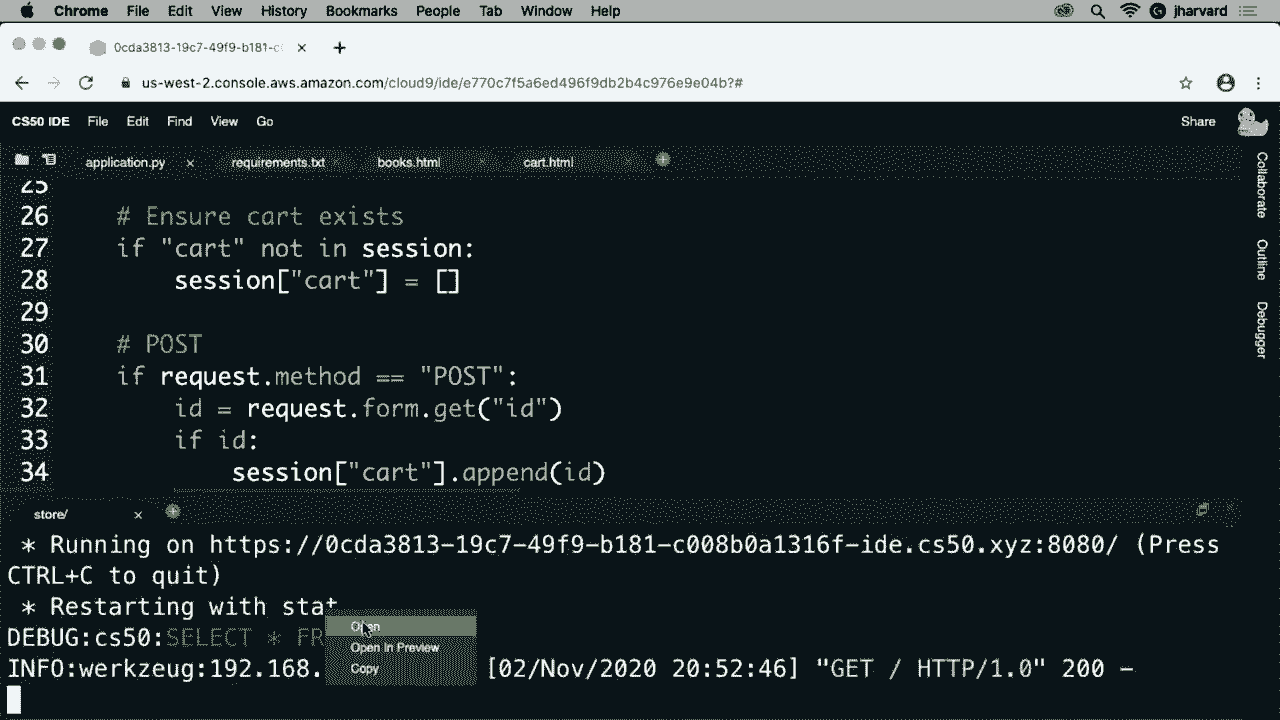 Chrome File Edit View History Bookmarks People Tab Window Help jharvard
0cda3813-19c7-49f9-b181-c
us-west-2.console.aws.amazon.com/cloud9/ide/e770c7f5a6ed496f9db2b4c976e9e04b?#
CS50 IDE File Edit Find View Go Share
application.py requirements.txt books.html cart.html
Collaborate
Outline
Debugger
25
26 # Ensure cart exists
27 if "cart" not in session:
28 session["cart"] = []
29
30 # POST
31 if request.method == "POST":
32 id = request.form.get("id")
33 if id:
34 session["cart"].append(id)
store/
* Running on https://0cda3813-19c7-49f9-b181-c008b0a1316f-ide.cs50.xyz:8080/ (Press
CTRL+C to quit)
* Restarting with stat
DEBUG:cs50:SELECT * FR
INFO:werkzeug:192.168. [02/Nov/2020 20:52:46] "GET / HTTP/1.0" 200 -
Open
Open in Preview
Copy